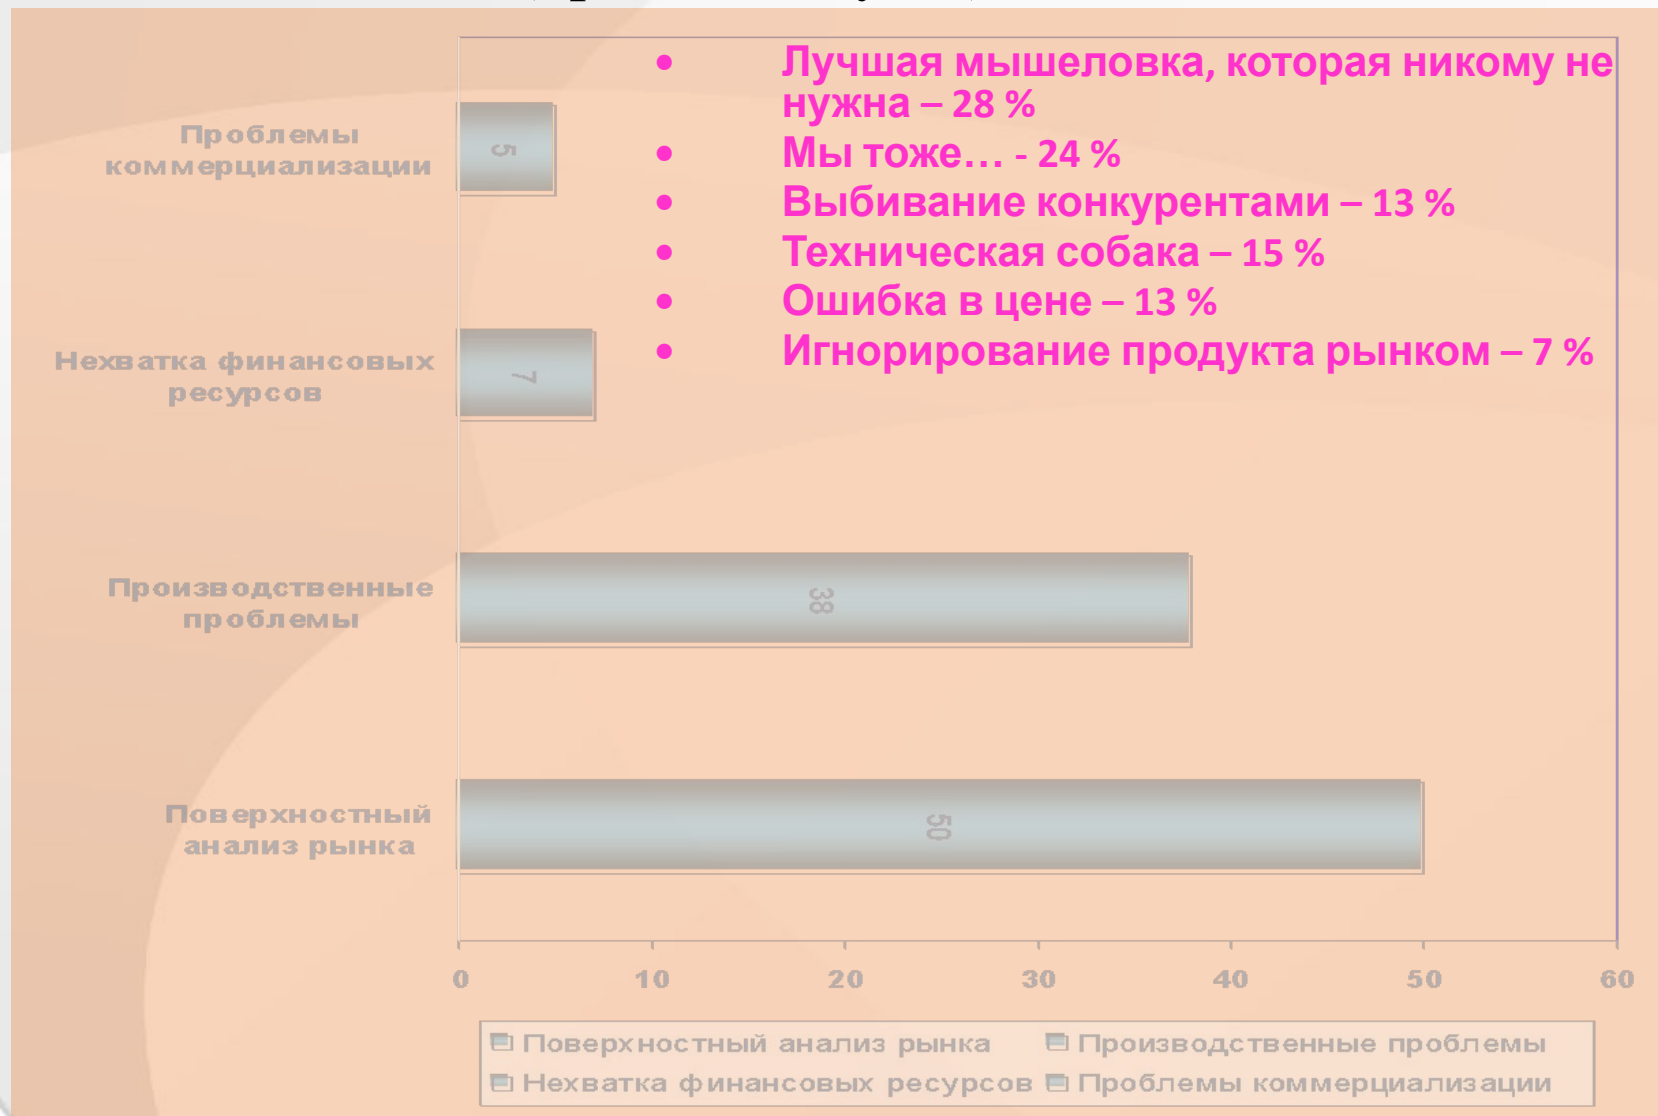 • Лучшая мышеловка, которая никому не
нужна – 28 %
• Мы тоже… - 24 %
• Выбивание конкурентами – 13 %
• Техническая собака – 15 %
• Ошибка в цене – 13 %
• Игнорирование продукта рынком – 7 %
Проблемы
коммерциализации
5
Нехватка финансовых
ресурсов
7
Производственные
проблемы
38
Поверхностный
анализ рынка
50
0 10 20 30 40 50 60
Поверхностный анализ рынка Производственные проблемы
Нехватка финансовых ресурсов Проблемы коммерциализации